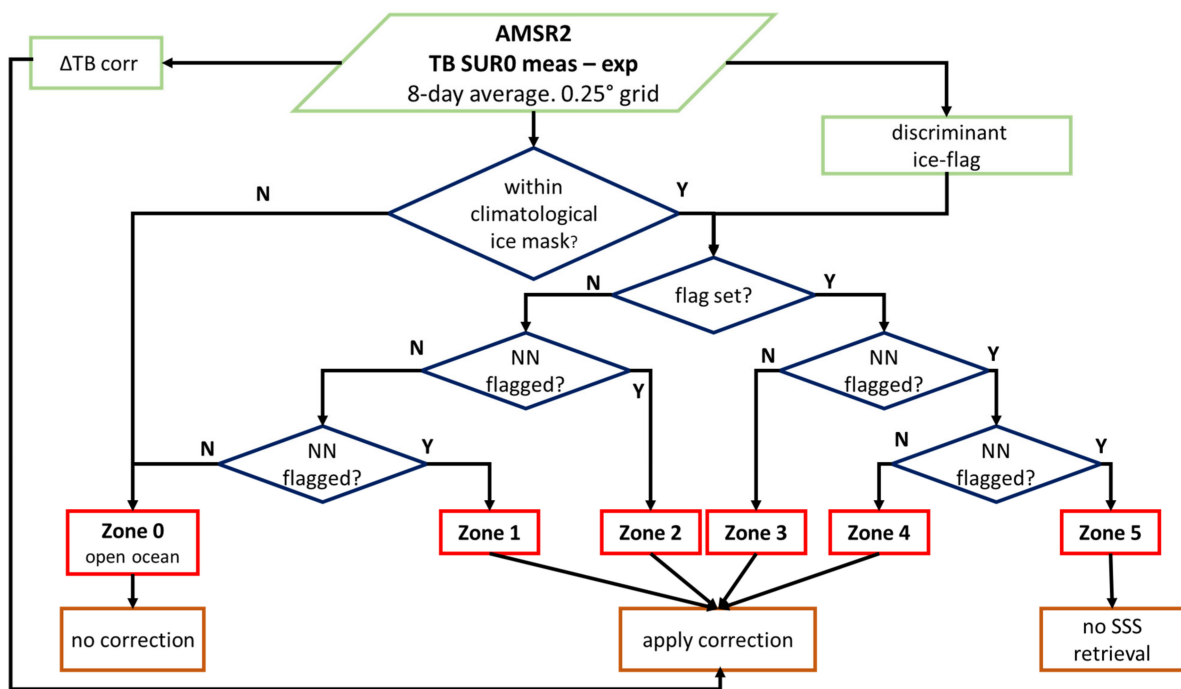 AMSR2
TB SUR0 meas – exp
8-day average. 0.25° grid
ΔTB corr
discriminant
ice-flag
within
climatological
ice mask?
N
Y
flag set?
N
Y
NN
flagged?
N
Y
NN
flagged?
N
Y
NN
flagged?
N
Y
NN
flagged?
N
Y
Zone 0
open ocean
Zone 1
Zone 2
Zone 3
Zone 4
Zone 5
no correction
apply correction
no SSS
retrieval